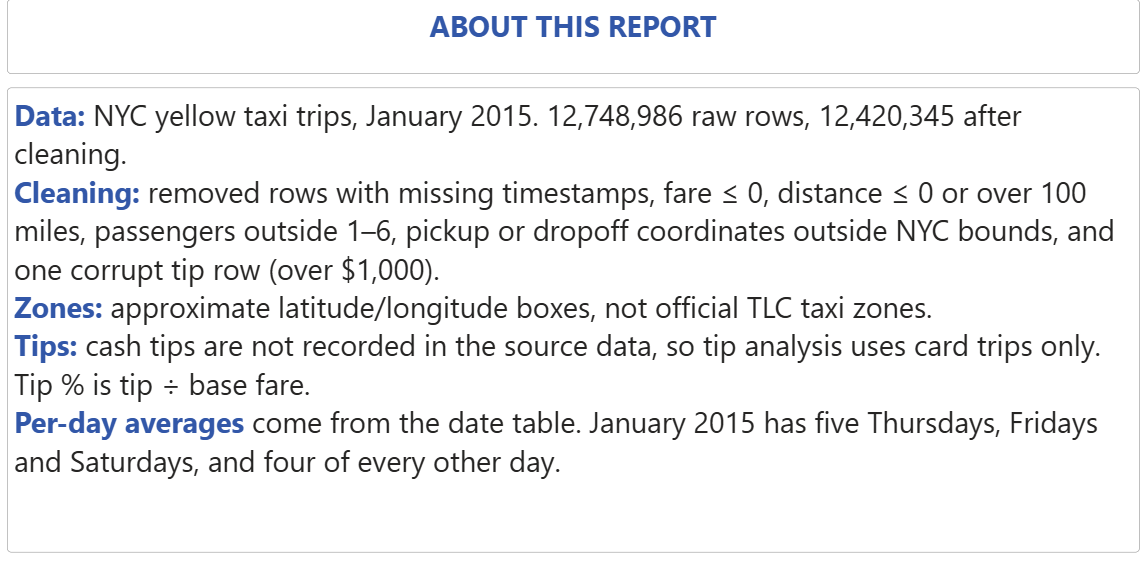 ABOUT THIS REPORT
Data: NYC yellow taxi trips, January 2015. 12,748,986 raw rows, 12,420,345 after
cleaning.
Cleaning: removed rows with missing timestamps, fare ≤ 0, distance ≤ 0 or over 100
miles, passengers outside 1–6, pickup or dropoff coordinates outside NYC bounds, and
one corrupt tip row (over $1,000).
Zones: approximate latitude/longitude boxes, not official TLC taxi zones.
Tips: cash tips are not recorded in the source data, so tip analysis uses card trips only.
Tip % is tip ÷ base fare.
Per-day averages come from the date table. January 2015 has five Thursdays, Fridays
and Saturdays, and four of every other day.